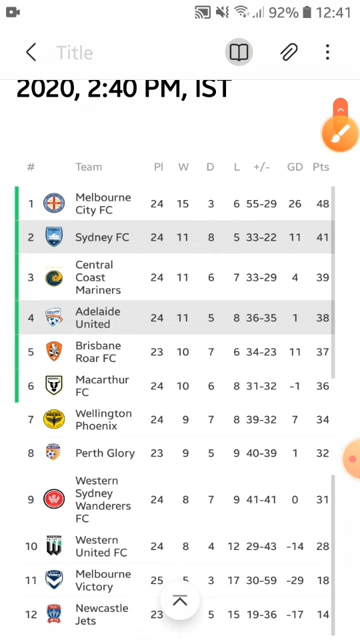 92% 12:41
Title
2020, 2:40 PM, IST
# Team Pl W D L +/- GD Pts
1 Melbourne City FC 24 15 3 6 55-29 26 48
2 Sydney FC 24 11 8 5 33-22 11 41
3 Central Coast Mariners 24 11 6 7 33-29 4 39
4 Adelaide United 24 11 5 8 36-35 1 38
5 Brisbane Roar FC 23 10 7 6 34-23 11 37
6 Macarthur FC 24 10 6 8 31-32 -1 36
7 Wellington Phoenix 24 9 7 8 39-32 7 34
8 Perth Glory 23 9 5 9 40-39 1 32
9 Western Sydney Wanderers FC 24 8 7 9 41-41 0 31
10 Western United FC 24 8 4 12 29-43 -14 28
11 Melbourne Victory 25 5 3 17 30-59 -29 18
12 Newcastle Jets 23 5 15 19-36 -17 14